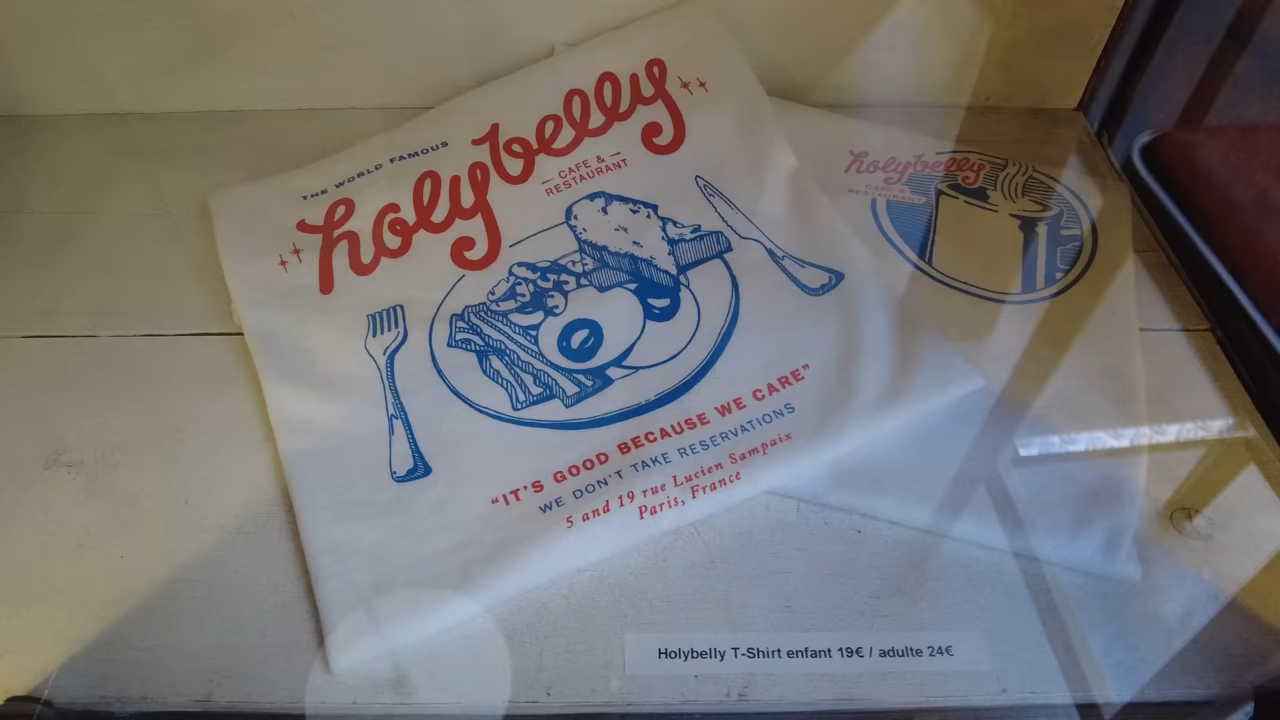 THE WORLD FAMOUS
holybelly
— CAFE & —
RESTAURANT
"IT'S GOOD BECAUSE WE CARE"
WE DON'T TAKE RESERVATIONS
5 and 19 rue Lucien Sampaix
Paris, France
holybelly
CAFE &
RESTAURANT
Holybelly T-Shirt enfant 19€ / adulte 24€